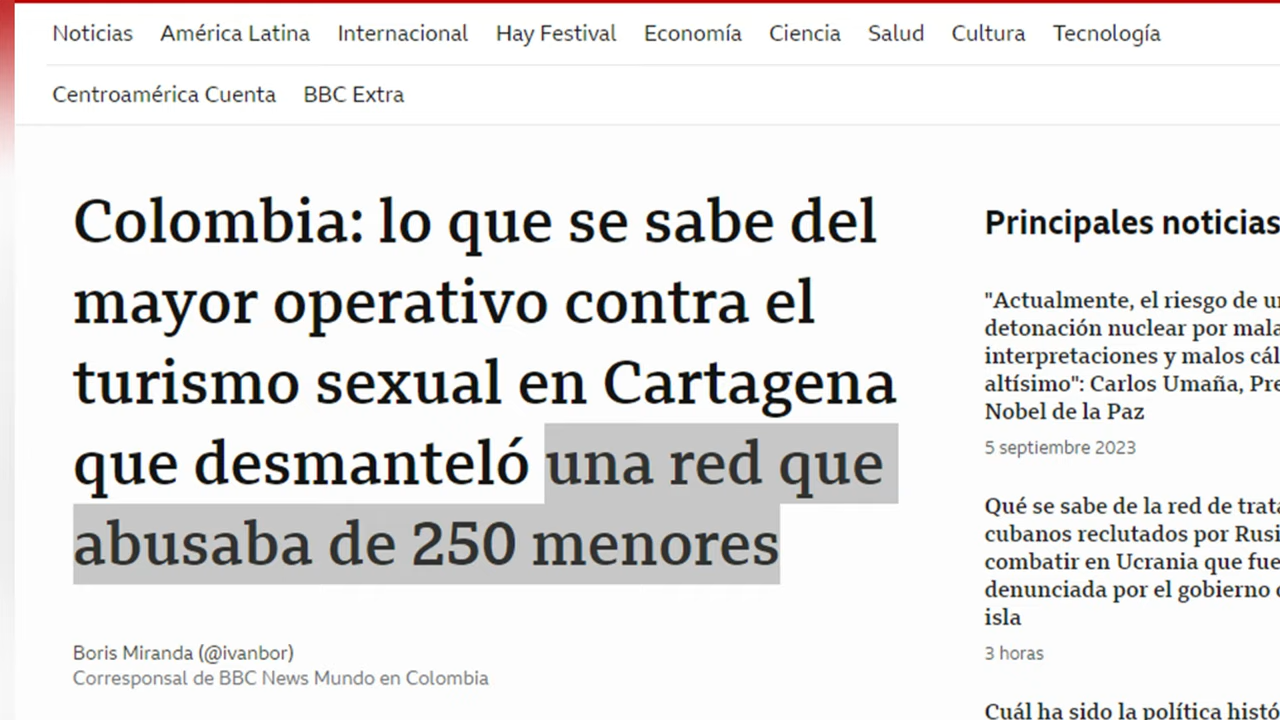 Noticias América Latina Internacional Hay Festival Economía Ciencia Salud Cultura Tecnología
Centroamérica Cuenta BBC Extra
Colombia: lo que se sabe del
mayor operativo contra el
turismo sexual en Cartagena
que desmanteló una red que
abusaba de 250 menores
Boris Miranda (@ivanbor)
Corresponsal de BBC News Mundo en Colombia
Principales noticias
"Actualmente, el riesgo de
detonación nuclear por
interpretaciones y malos
altísimo": Carlos Umaña,
Nobel de la Paz
5 septiembre 2023
Qué se sabe de la red de
cubanos reclutados por
combatir en Ucrania que
denunciada por el gobierno
isla
3 horas
Cuál ha sido la política